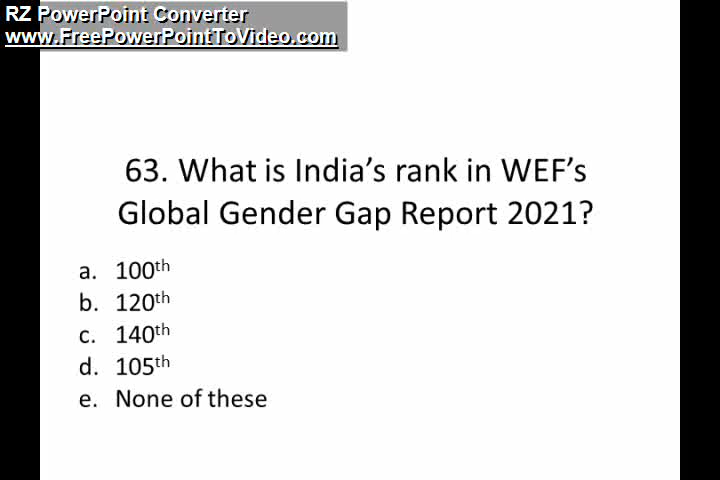 RZ PowerPoint Converter
www.FreePowerPointToVideo.com
63. What is India’s rank in WEF’s
Global Gender Gap Report 2021?
a. 100th
b. 120th
c. 140th
d. 105th
e. None of these